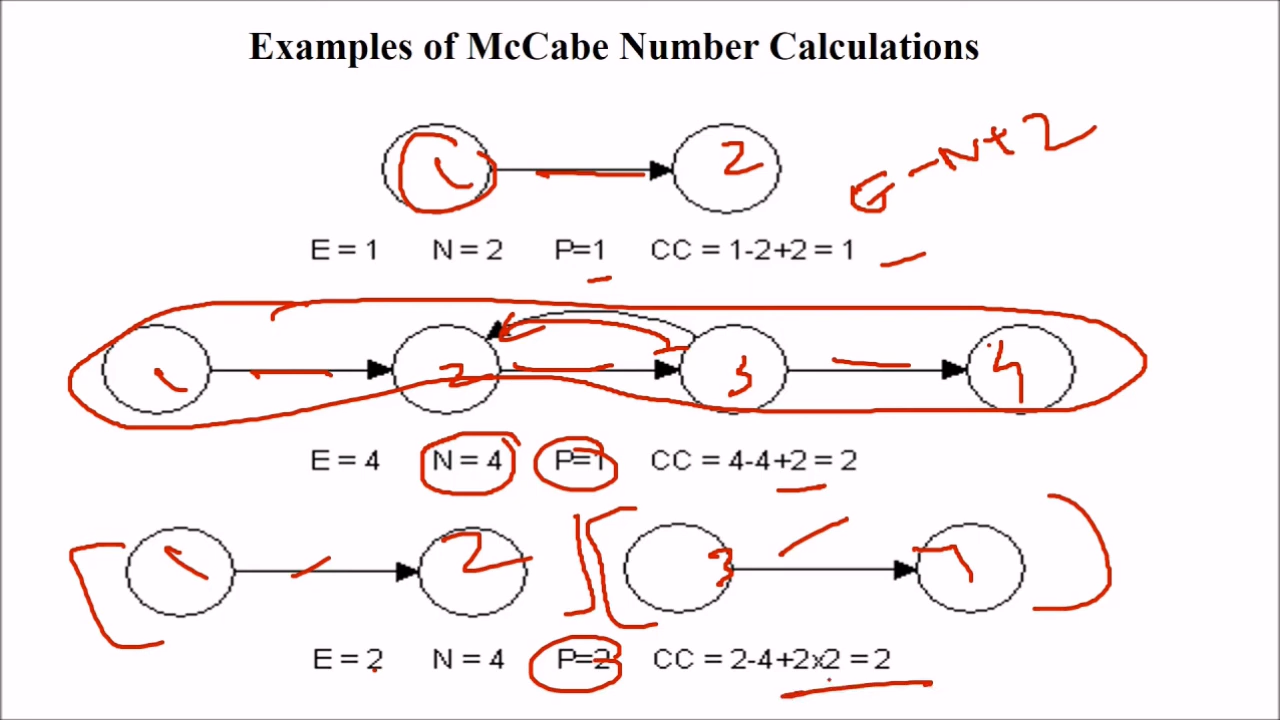 Examples of McCabe Number Calculations
1 2 E-N+2
E = 1 N = 2 P=1 CC = 1-2+2 = 1
1 2 3 4
E = 4 N = 4 P=1 CC = 4-4+2 = 2
1 2 3
E = 2 N = 4 P=2 CC = 2-4+2x2 = 2